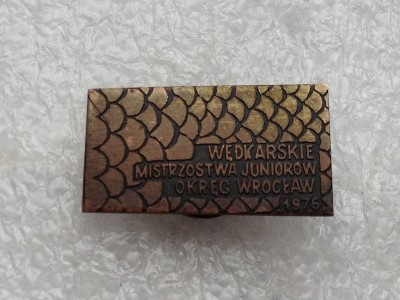 WĘDKARSKIE
MISTRZOSTWA JUNIORÓW
OKRĘG WROCŁAW
1976